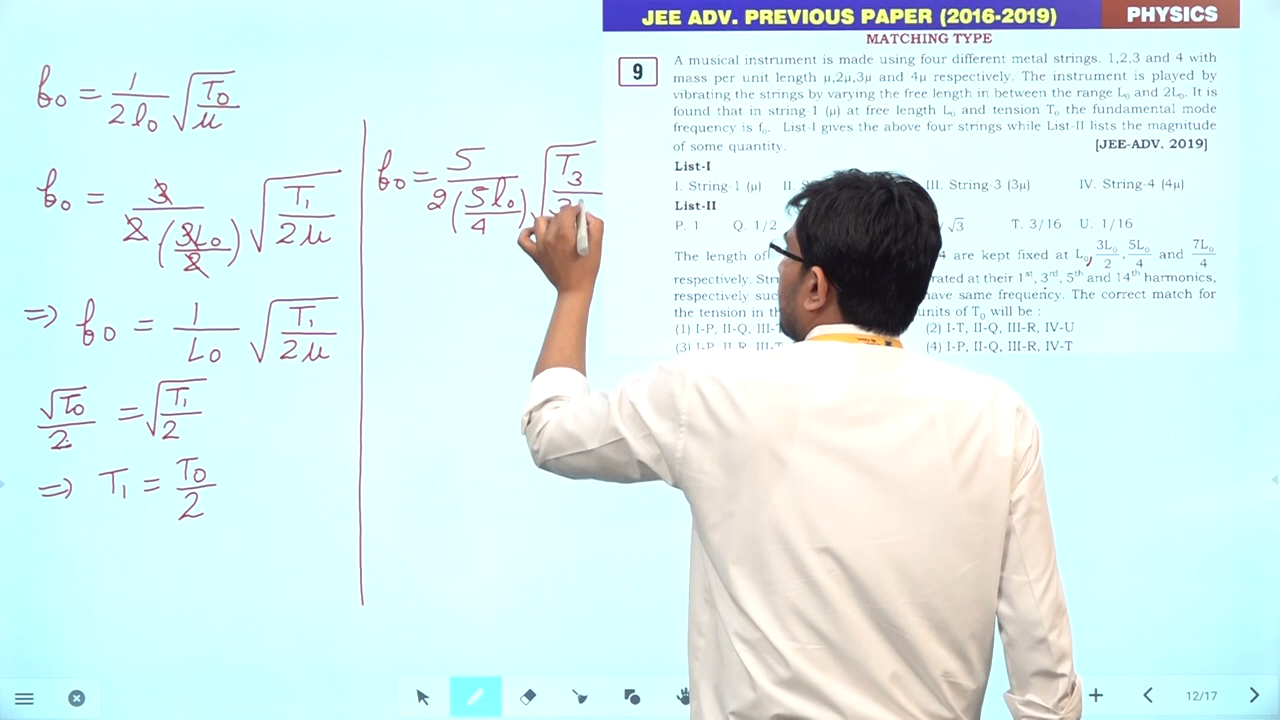 JEE ADV. PREVIOUS PAPER (2016-2019) PHYSICS
MATCHING TYPE
9
A musical instrument is made using four different metal strings. 1,2,3 and 4 with
mass per unit length μ,2μ,3μ and 4μ respectively. The instrument is played by
vibrating the strings by varying the free length in between the range L₀ and 2L₀. It is
found that in string-1 (μ) at free length L₀ and tension T₀ the fundamental mode
frequency is f₀. List-I gives the above four strings while List-II lists the magnitude
of some quantity. [JEE-ADV. 2019]
List-I
I. String-1 (μ) II. III. String-3 (3μ) IV. String-4 (4μ)
List-II
P. 1 Q. 1/2 √3 T. 3/16 U. 1/16
The length of 4 are kept fixed at L₀, 3L₀/2, 5L₀/4 and 7L₀/4
respectively. rated at their 1st, 3rd, 5th and 14th harmonics,
respectively have same frequency. The correct match for
the tension in units of T₀ will be :
(1) I-P, II-Q, (2) I-T, II-Q, III-R, IV-U
(3) I-P, II-R, (4) I-P, II-Q, III-R, IV-T
f₀ = 1/2l₀ √T₀/μ
f₀ = 3/2(3L₀/2) √T₁/2μ
⇒ f₀ = 1/L₀ √T₁/2μ
√T₀/2 = √T₁/2
⇒ T₁ = T₀/2
f₀ = 5/2(5l₀/4) √T₃/
12/17